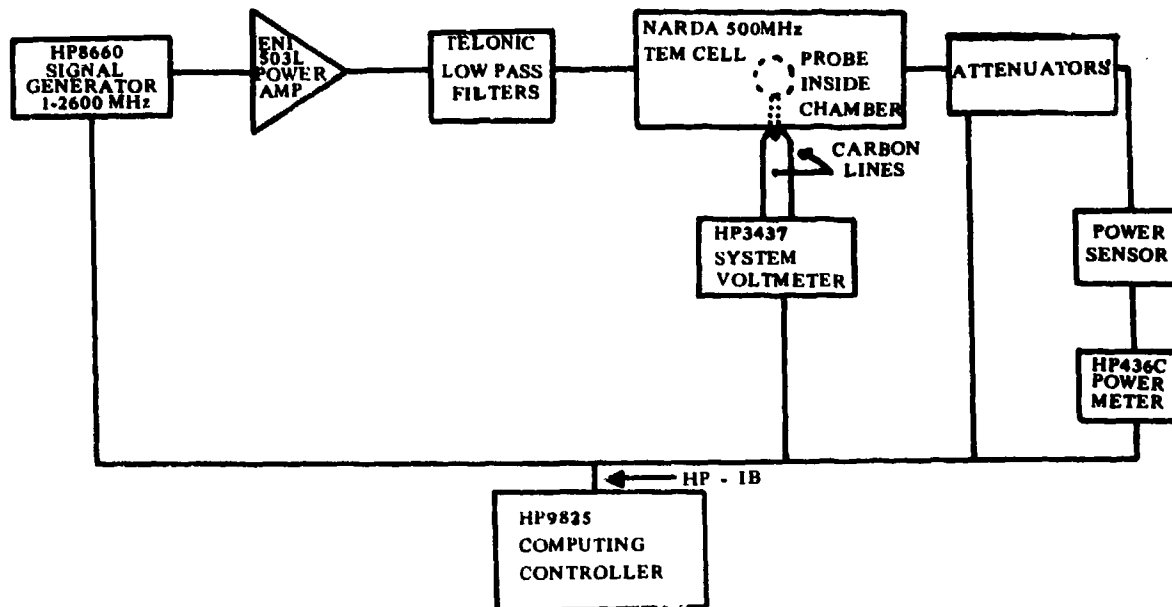 HP8660
SIGNAL
GENERATOR
1-2600 MHz
ENI
503L
POWER
AMP
TELONIC
LOW PASS
FILTERS
NARDA 500MHz
TEM CELL
PROBE
INSIDE
CHAMBER
ATTENUATORS
CARBON
LINES
HP3437
SYSTEM
VOLTMETER
POWER
SENSOR
HP436C
POWER
METER
HP - IB
HP9825
COMPUTING
CONTROLLER